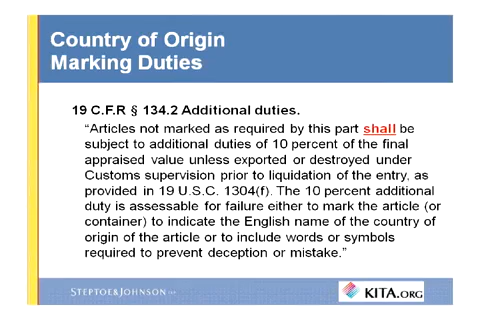 Country of Origin
Marking Duties
19 C.F.R § 134.2 Additional duties.
“Articles not marked as required by this part shall be
subject to additional duties of 10 percent of the final
appraised value unless exported or destroyed under
Customs supervision prior to liquidation of the entry, as
provided in 19 U.S.C. 1304(f). The 10 percent additional
duty is assessable for failure either to mark the article (or
container) to indicate the English name of the country of
origin of the article or to include words or symbols
required to prevent deception or mistake.”
STEPTOE&JOHNSON LLP
KITA.ORG